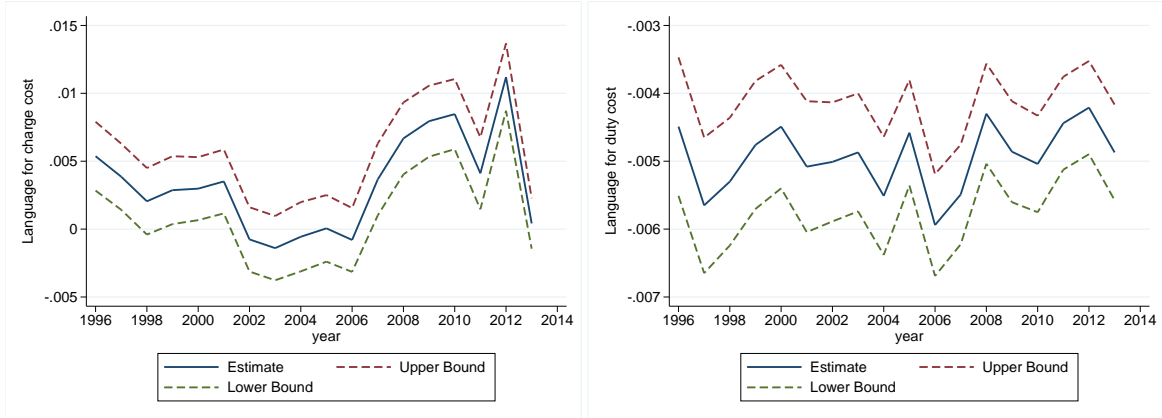 Language for charge cost
.015
.01
.005
0
-.005
1996 1998 2000 2002 2004 2006 2008 2010 2012 2014
year
Estimate Upper Bound
Lower Bound
Language for duty cost
-.003
-.004
-.005
-.006
-.007
1996 1998 2000 2002 2004 2006 2008 2010 2012 2014
year
Estimate Upper Bound
Lower Bound